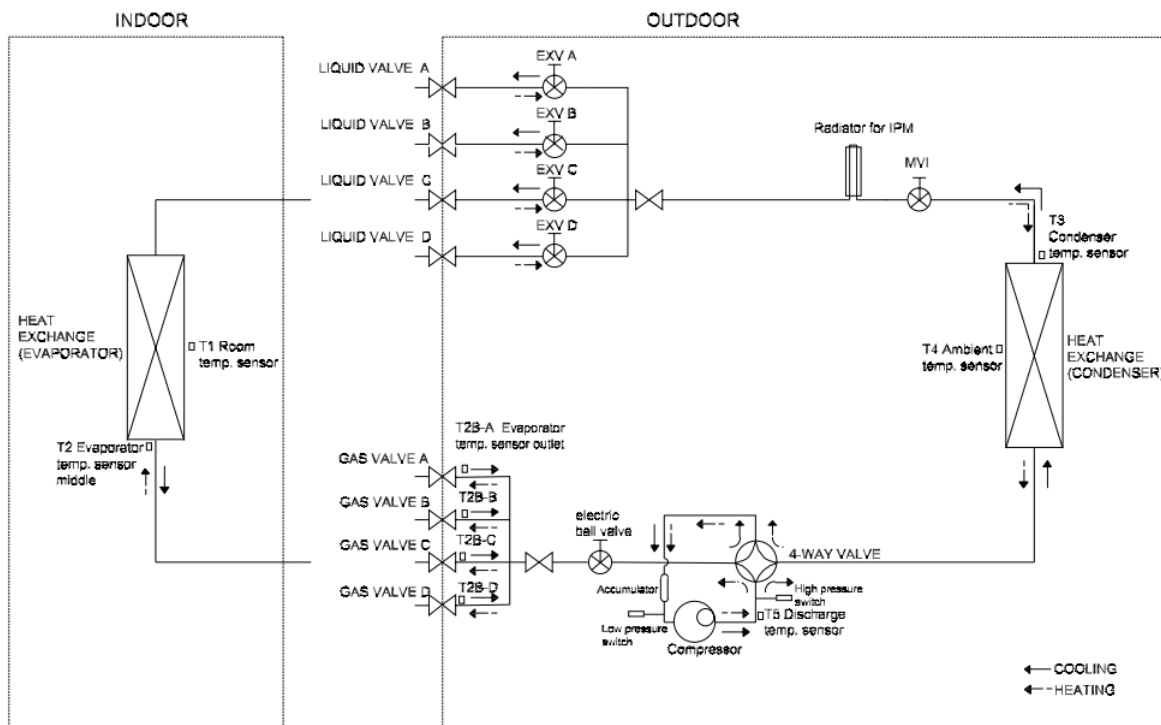 INDOOR
OUTDOOR
LIQUID VALVE A
EXV A
LIQUID VALVE B
EXV B
Radiator for IPM
LIQUID VALVE C
EXV C
MVI
LIQUID VALVE D
EXV D
T3
Condenser
temp. sensor
HEAT
EXCHANGE
(EVAPORATOR)
T1 Room
temp. sensor
T4 Ambient
temp. sensor
HEAT
EXCHANGE
(CONDENSER)
T2 Evaporator
temp. sensor
middle
T2B-A Evaporator
temp. sensor outlet
GAS VALVE A
GAS VALVE B
T2B-B
GAS VALVE C
T2B-C
GAS VALVE D
T2B-D
electric
ball valve
4-WAY VALVE
Accumulator
High pressure
switch
Low pressure
switch
T5 Discharge
temp. sensor
Compressor
COOLING
HEATING